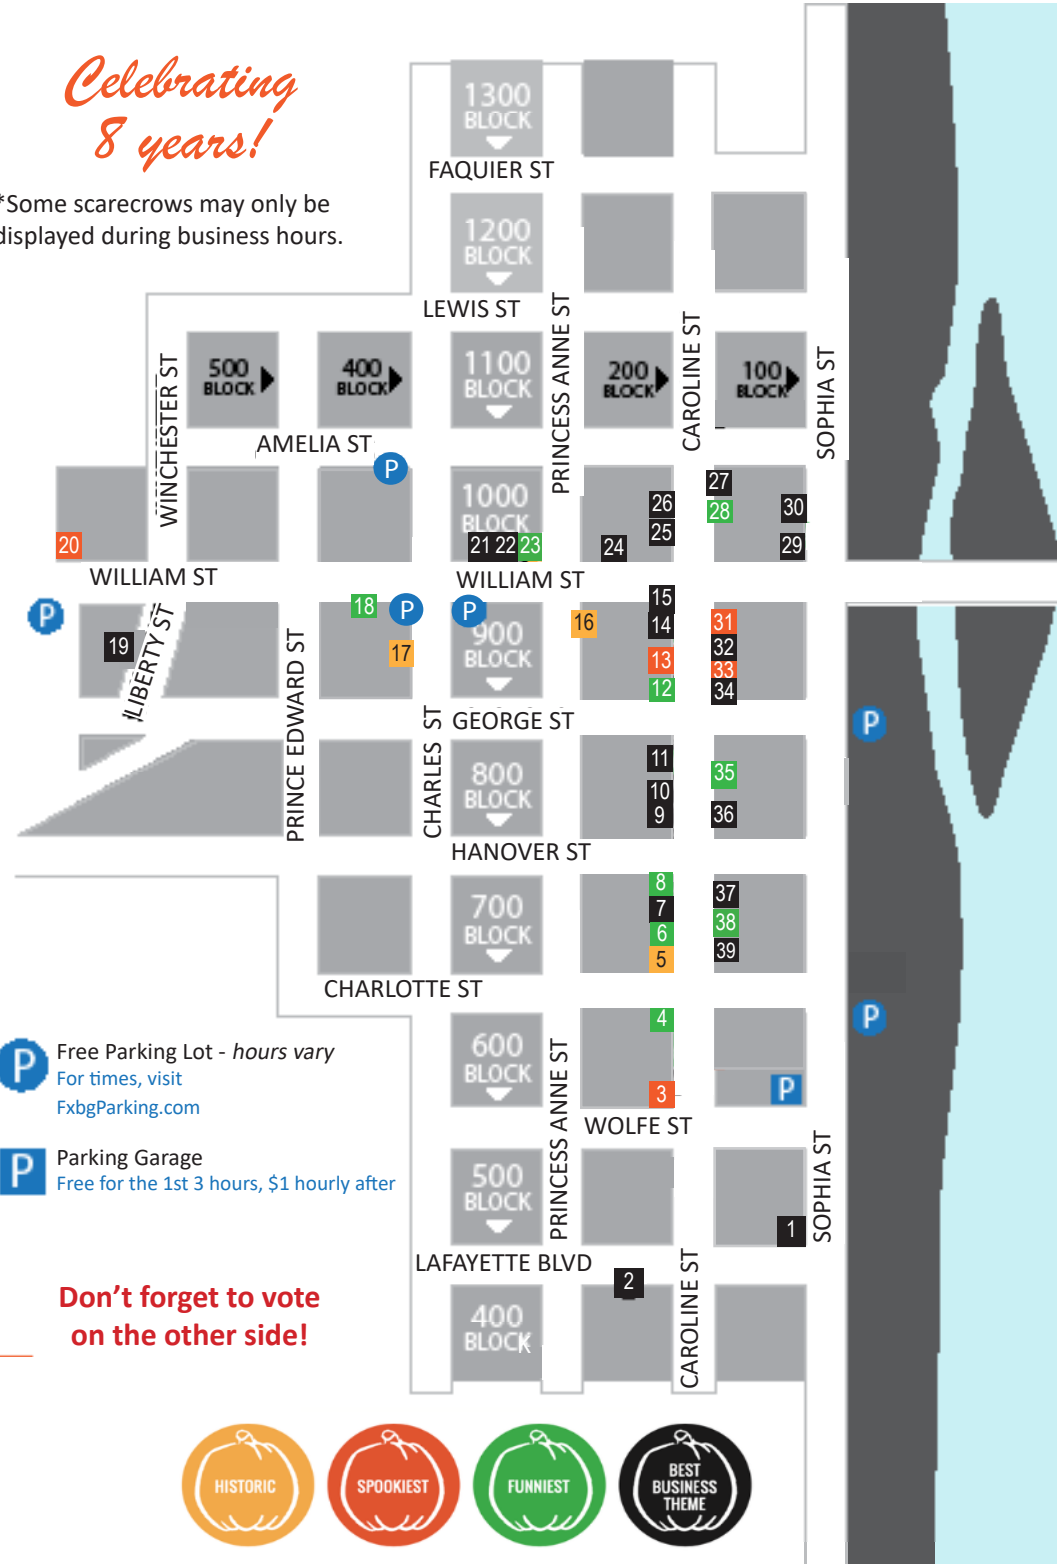 Celebrating
8 years!
*Some scarecrows may only be
displayed during business hours.
1300
BLOCK
FAQUIER ST
1200
BLOCK
LEWIS ST
PRINCESS ANNE ST
CAROLINE ST
SOPHIA ST
WINCHESTER ST
500
BLOCK
400
BLOCK
1100
BLOCK
200
BLOCK
100
BLOCK
AMELIA ST
P
1000
BLOCK
20
21
22
23
24
25
26
27
28
29
30
WILLIAM ST
WILLIAM ST
P
LIBERTY ST
19
18
P
17
P
900
BLOCK
16
15
14
13
12
31
32
33
34
PRINCE EDWARD ST
CHARLES ST
GEORGE ST
P
800
BLOCK
11
10
9
35
36
HANOVER ST
700
BLOCK
8
7
6
5
37
38
39
CHARLOTTE ST
P
600
BLOCK
4
3
P
PRINCESS ANNE ST
WOLFE ST
P Free Parking Lot - hours vary
For times, visit
FxbgParking.com
P Parking Garage
Free for the 1st 3 hours, $1 hourly after
500
BLOCK
1
SOPHIA ST
LAFAYETTE BLVD
2
CAROLINE ST
400
BLOCK
Don't forget to vote
on the other side!
HISTORIC
SPOOKIEST
FUNNIEST
BEST
BUSINESS
THEME